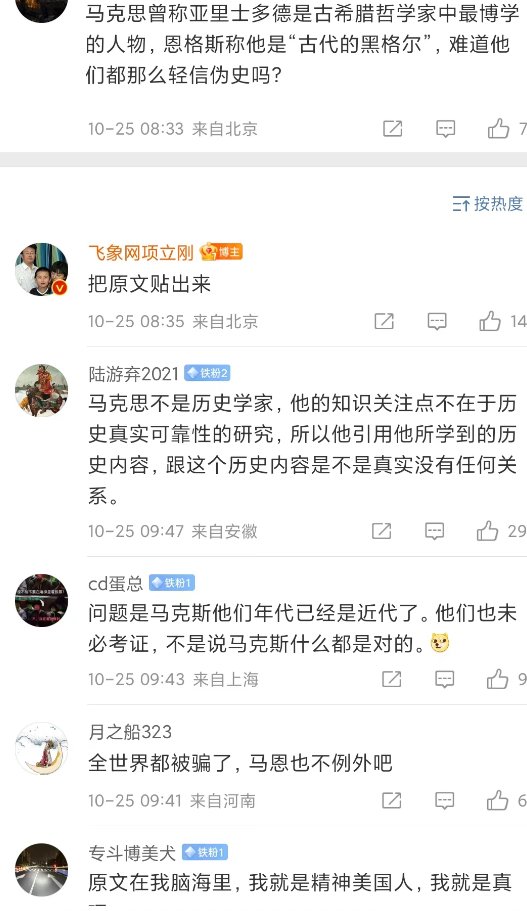 马克思曾称亚里士多德是古希腊哲学家中最博学
的人物，恩格斯称他是“古代的黑格尔”，难道他
们都那么轻信伪史吗？
10-25 08:33 来自北京
7
按热度
飞象网项立刚 博主
把原文贴出来
10-25 08:35 来自北京
14
陆游弃2021 铁粉2
马克思不是历史学家，他的知识关注点不在于历
史真实可靠性的研究，所以他引用他所学到的历
史内容，跟这个历史内容是不是真实没有任何关
系。
10-25 09:47 来自安徽
29
cd蛋总 铁粉1
问题是马克斯他们年代已经是近代了。他们也未
必考证，不是说马克斯什么都是对的。
10-25 09:43 来自上海
9
月之船323
全世界都被骗了，马恩也不例外吧
10-25 09:41 来自河南
6
专斗博美犬 铁粉1
原文在我脑海里，我就是精神美国人，我就是真